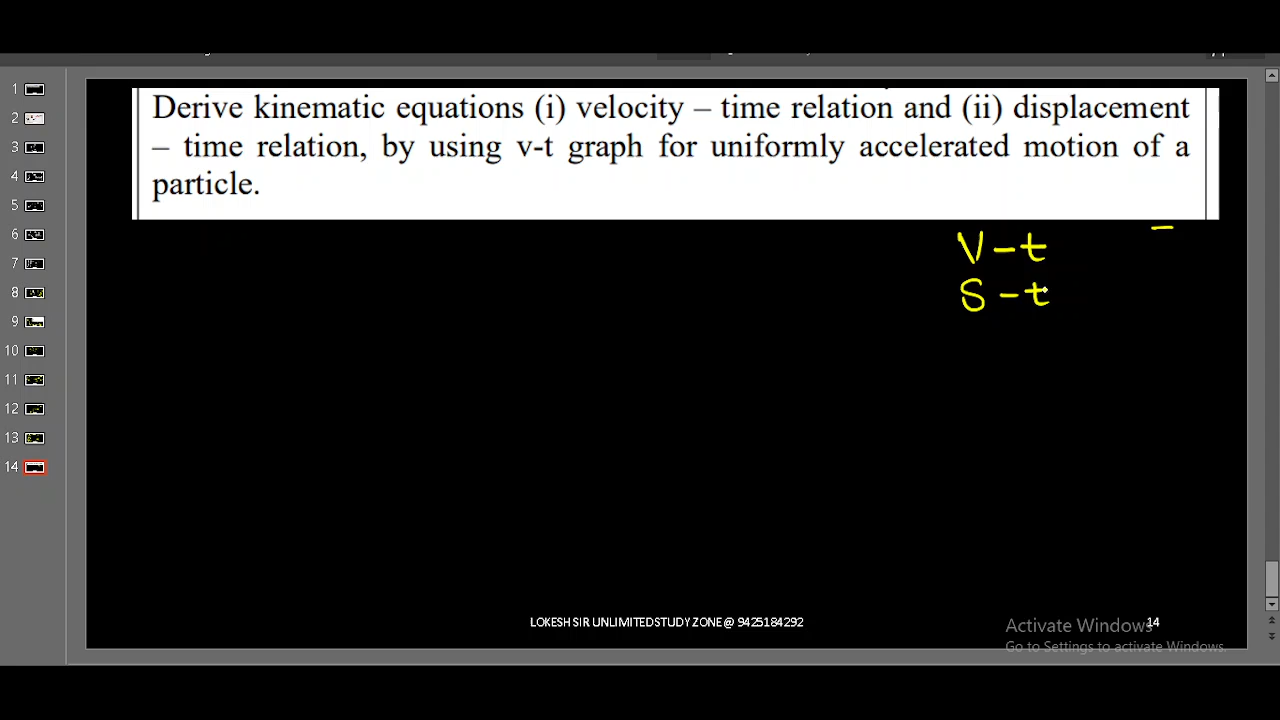 1
2
3
4
5
6
7
8
9
10
11
12
13
14
Derive kinematic equations (i) velocity – time relation and (ii) displacement
– time relation, by using v-t graph for uniformly accelerated motion of a
particle.
V – t
S – t
LOKESH SIR UNLIMITED STUDY ZONE @ 9425184292
14
Activate Windows
Go to Settings to activate Windows.